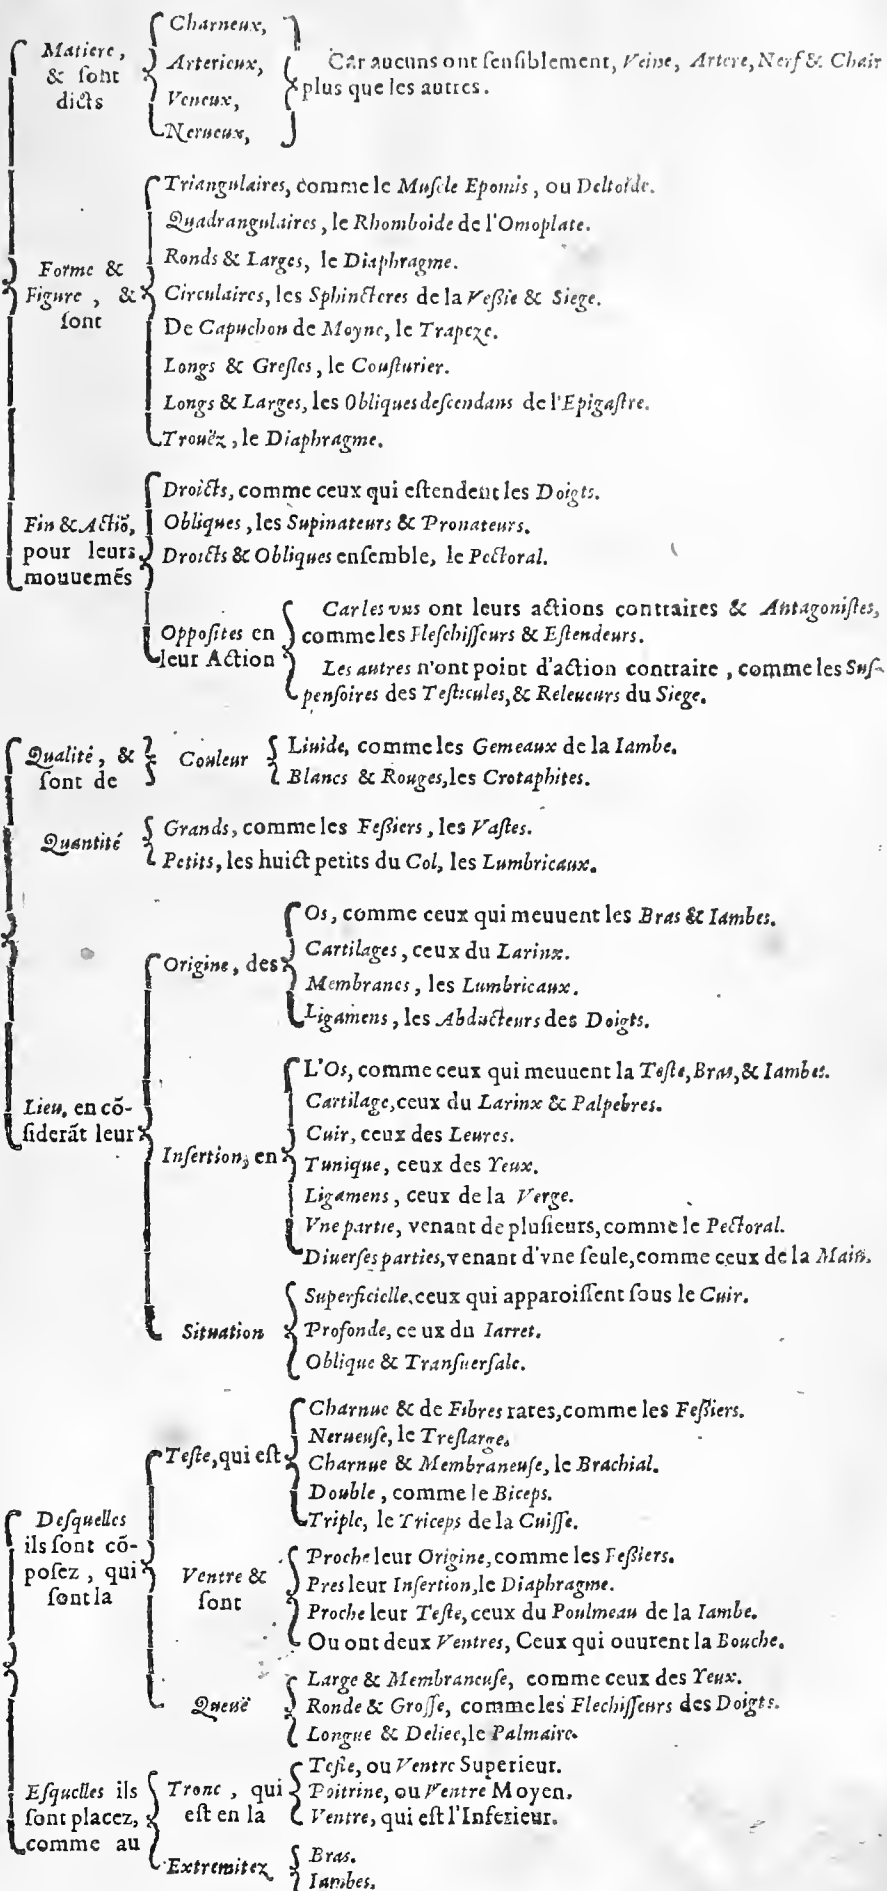 Matiere,
& ſont
dicts
Charneux,
Arterieux,
Veneux,
Nerueux,
Car aucuns ont ſenſiblement, Veine, Artere, Nerf & Chair
plus que les autres.
Forme &
Figure, &
ſont
Triangulaires, comme le Muſcle Epomis, ou Deltoïde.
Quadrangulaires, le Rhomboide de l'Omoplate.
Ronds & Larges, le Diaphragme.
Circulaires, les Sphincteres de la Veſſie & Siege.
De Capuchon de Moyne, le Trapeze.
Longs & Greſles, le Couſturier.
Longs & Larges, les Obliques deſcendans de l'Epigaſtre.
Trouëz, le Diaphragme.
Fin & Actiõ,
pour leurs
mouuemẽs
Droicts, comme ceux qui eſtendent les Doigts.
Obliques, les Supinateurs & Pronateurs.
Droicts & Obliques enſemble, le Pectoral.
Oppoſites en
leur Action
Car les vns ont leurs actions contraires & Antagoniſtes,
comme les Fleſchiſſeurs & Eſtendeurs.
Les autres n'ont point d'action contraire, comme les Suſ-
penſoires des Teſticules, & Releueurs du Siege.
Qualité, &
ſont de
Couleur
Liuide, comme les Gemeaux de la Iambe.
Blancs & Rouges, les Crotaphites.
Quantité
Grands, comme les Feſſiers, les Vaſtes.
Petits, les huict petits du Col, les Lumbricaux.
Lieu, en cõ-
ſiderãt leur
Origine, des
Os, comme ceux qui meuuent les Bras & Iambes.
Cartilages, ceux du Larinx.
Membranes, les Lumbricaux.
Ligamens, les Abducteurs des Doigts.
Inſertion, en
L'Os, comme ceux qui meuuent la Teſte, Bras, & Iambes.
Cartilage, ceux du Larinx & Palpebres.
Cuir, ceux des Leures.
Tunique, ceux des Yeux.
Ligamens, ceux de la Verge.
Vne partie, venant de pluſieurs, comme le Pectoral.
Diuerſes parties, venant d'vne ſeule, comme ceux de la Main.
Situation
Superficielle, ceux qui apparoiſſent ſous le Cuir.
Profonde, ceux du Iarret.
Oblique & Tranſuerſale.
Deſquelles
ils ſont cõ-
poſez, qui
ſont la
Teſte, qui eſt
Charnue & de Fibres rares, comme les Feſſiers.
Nerueuſe, le Treſlarge.
Charnue & Membraneuſe, le Brachial.
Double, comme le Biceps.
Triple, le Triceps de la Cuiſſe.
Ventre &
ſont
Proche leur Origine, comme les Feſſiers.
Pres leur Inſertion, le Diaphragme.
Proche leur Teſte, ceux du Poulmeau de la Iambe.
Ou ont deux Ventres, Ceux qui ouurent la Bouche.
Queuë
Large & Membraneuſe, comme ceux des Yeux.
Ronde & Groſſe, comme les Flechiſſeurs des Doigts.
Longue & Deliee, le Palmaire.
Eſquelles ils
ſont placez,
comme au
Tronc, qui
eſt en la
Teſte, ou Ventre Superieur.
Poitrine, ou Ventre Moyen.
Ventre, qui eſt l'Inferieur.
Extremitez
Bras.
Iambes.